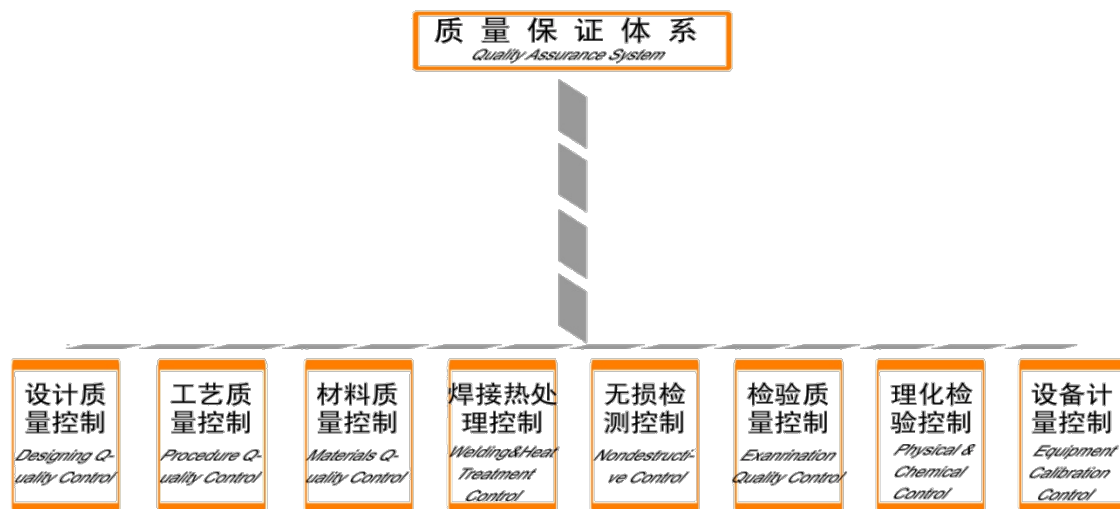 质量保证体系
Quality Assurance System
设计质
量控制
Designing Q-
uality Control
工艺质
量控制
Procedure Q-
uality Control
材料质
量控制
Materials Q-
uality Control
焊接热处
理控制
Welding&Heat
Treatment
Control
无损检
测控制
Nondestructi-
ve Control
检验质
量控制
Exanrination
Quality Control
理化检
验控制
Physical &
Chemical
Control
设备计
量控制
Equipment
Calibration
Control